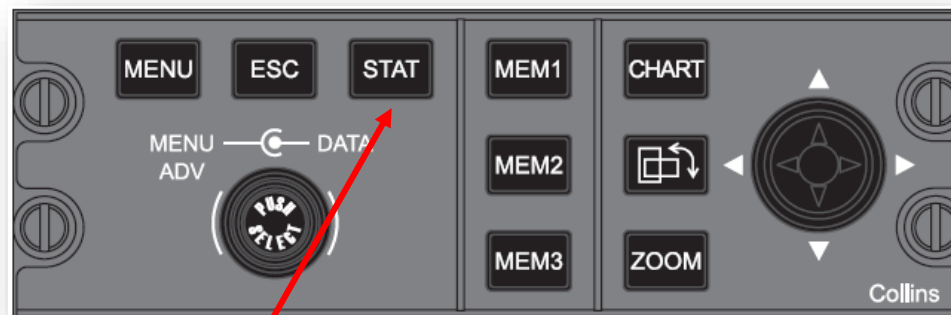 MENU ESC STAT MEM1 CHART
MENU DATA
ADV
MEM2
PUSH
SELECT
MEM3 ZOOM
Collins